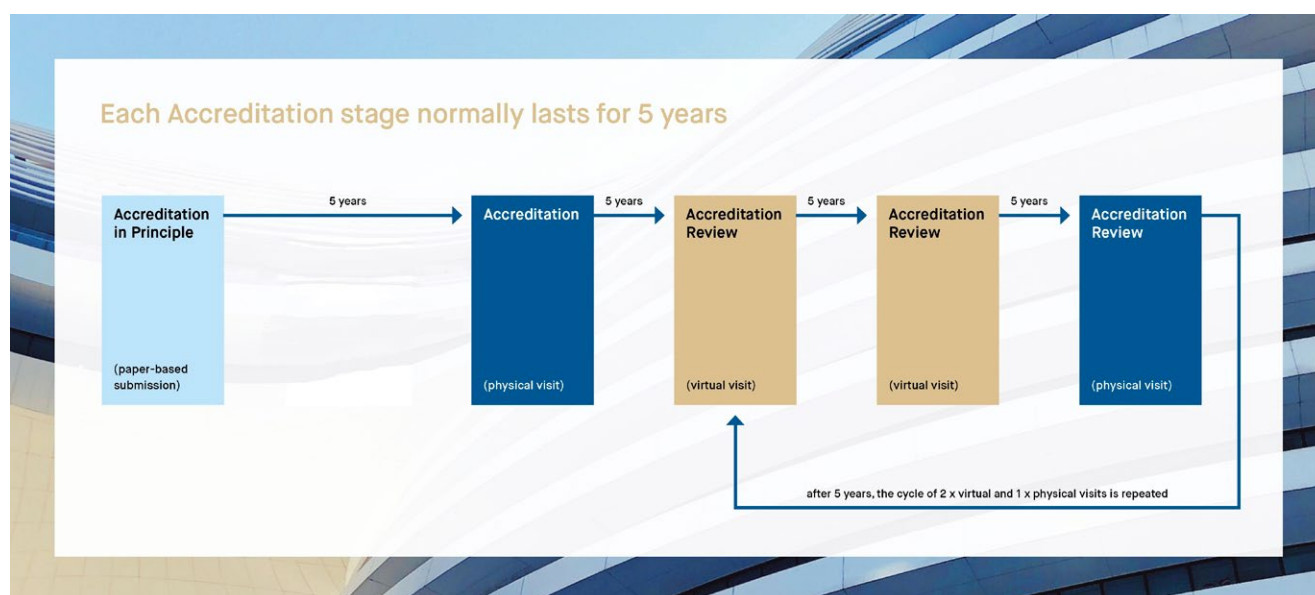 Each Accreditation stage normally lasts for 5 years
Accreditation
in Principle
(paper-based
submission)
5 years
Accreditation
(physical visit)
5 years
Accreditation
Review
(virtual visit)
5 years
Accreditation
Review
(virtual visit)
5 years
Accreditation
Review
(physical visit)
after 5 years, the cycle of 2 x virtual and 1 x physical visits is repeated